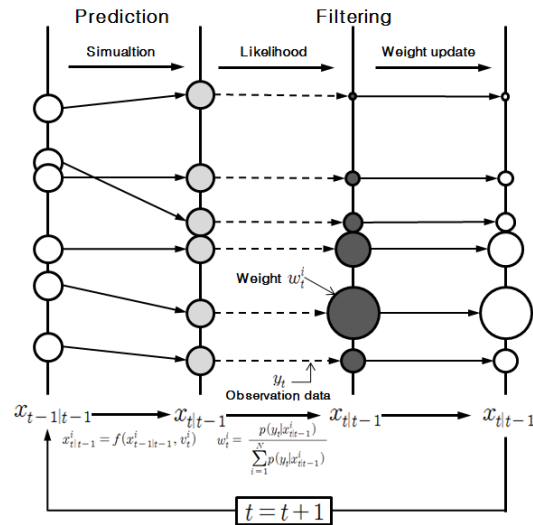 Prediction
Filtering
Simualtion
Likelihood
Weight update
Weight $w_t^i$
$y_t$
Observation data
$x_{t-1|t-1}$
$x_{t|t-1}$
$x_{t|t-1}$
$x_{t|t-1}$
$x_{t|t-1}^i = f(x_{t-1|t-1}^i, v_t^i)$
$w_t^i = \frac{p(y_t|x_{t|t-1}^i)}{\sum_{i=1}^{N} p(y_t|x_{t|t-1}^i)}$
$t = t+1$